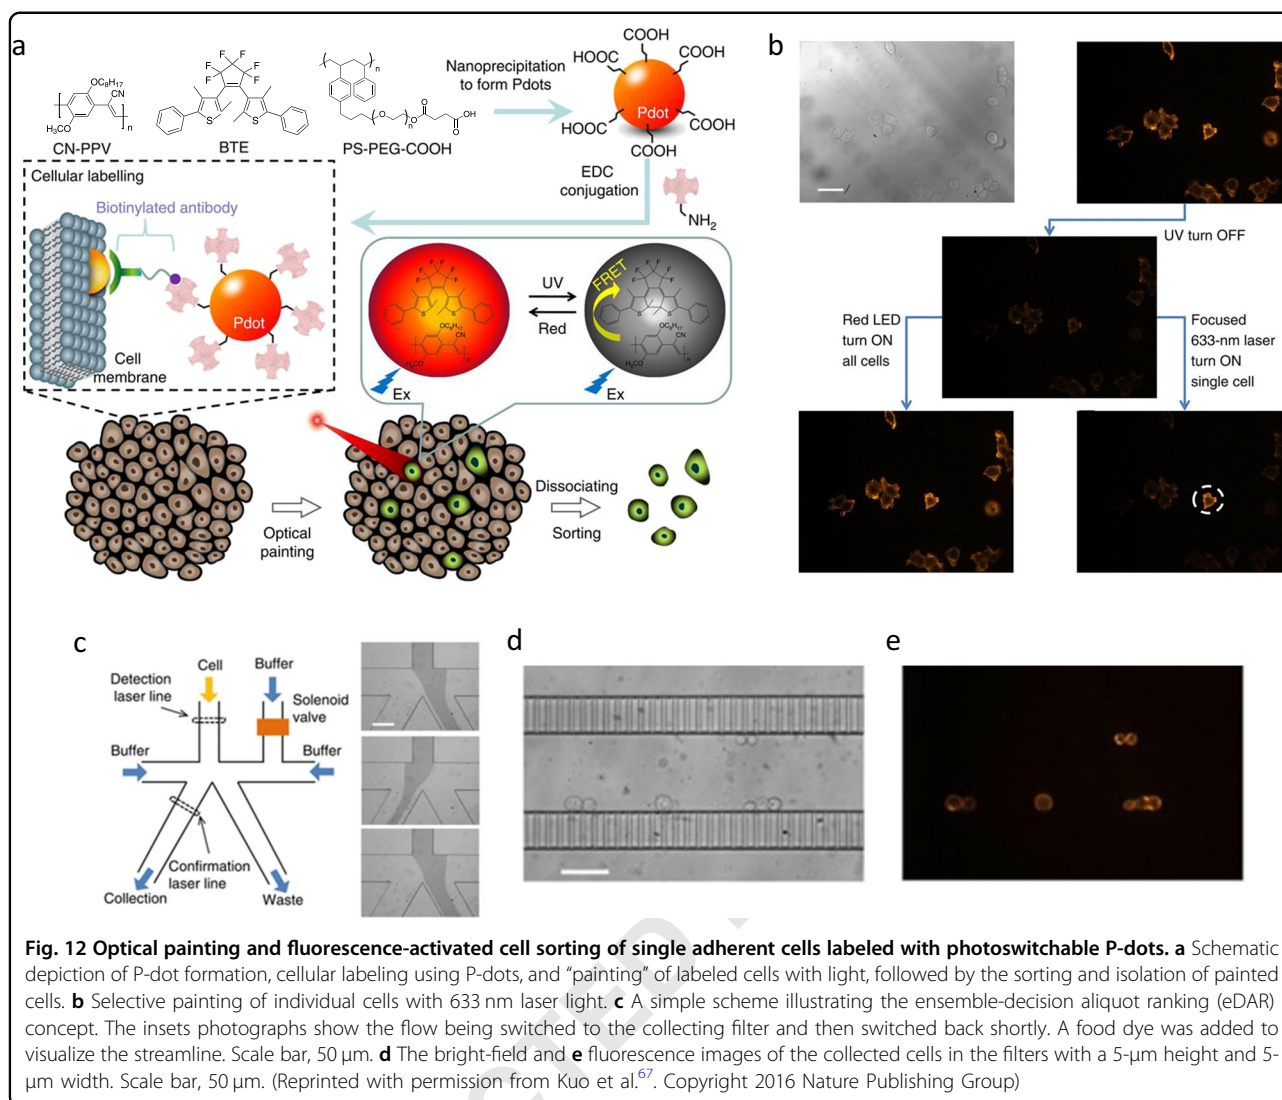 a
b
OC₈H₁₇
CN
H₃CO
n
CN-PPV
F F F F F F
S S
BTE
n
O
n
O
O
O
OH
PS-PEG-COOH
Nanoprecipitation
to form Pdots
COOH
HOOC
COOH
HOOC
COOH
HOOC
COOH
COOH
Pdot
EDC
conjugation
NH₂
Cellular labelling
Biotinylated antibody
Pdot
Cell
membrane
UV
Red
FRET
Ex
Ex
Optical
painting
Dissociating
Sorting
UV turn OFF
Red LED
turn ON
all cells
Focused
633-nm laser
turn ON
single cell
c
Cell
Buffer
Detection
laser line
Solenoid
valve
Buffer
Buffer
Confirmation
laser line
Collection
Waste
d
e
Fig. 12 Optical painting and fluorescence-activated cell sorting of single adherent cells labeled with photoswitchable P-dots. a Schematic
depiction of P-dot formation, cellular labeling using P-dots, and “painting” of labeled cells with light, followed by the sorting and isolation of painted
cells. b Selective painting of individual cells with 633 nm laser light. c A simple scheme illustrating the ensemble-decision aliquot ranking (eDAR)
concept. The insets photographs show the flow being switched to the collecting filter and then switched back shortly. A food dye was added to
visualize the streamline. Scale bar, 50 µm. d The bright-field and e fluorescence images of the collected cells in the filters with a 5-µm height and 5-
µm width. Scale bar, 50 µm. (Reprinted with permission from Kuo et al.67. Copyright 2016 Nature Publishing Group)